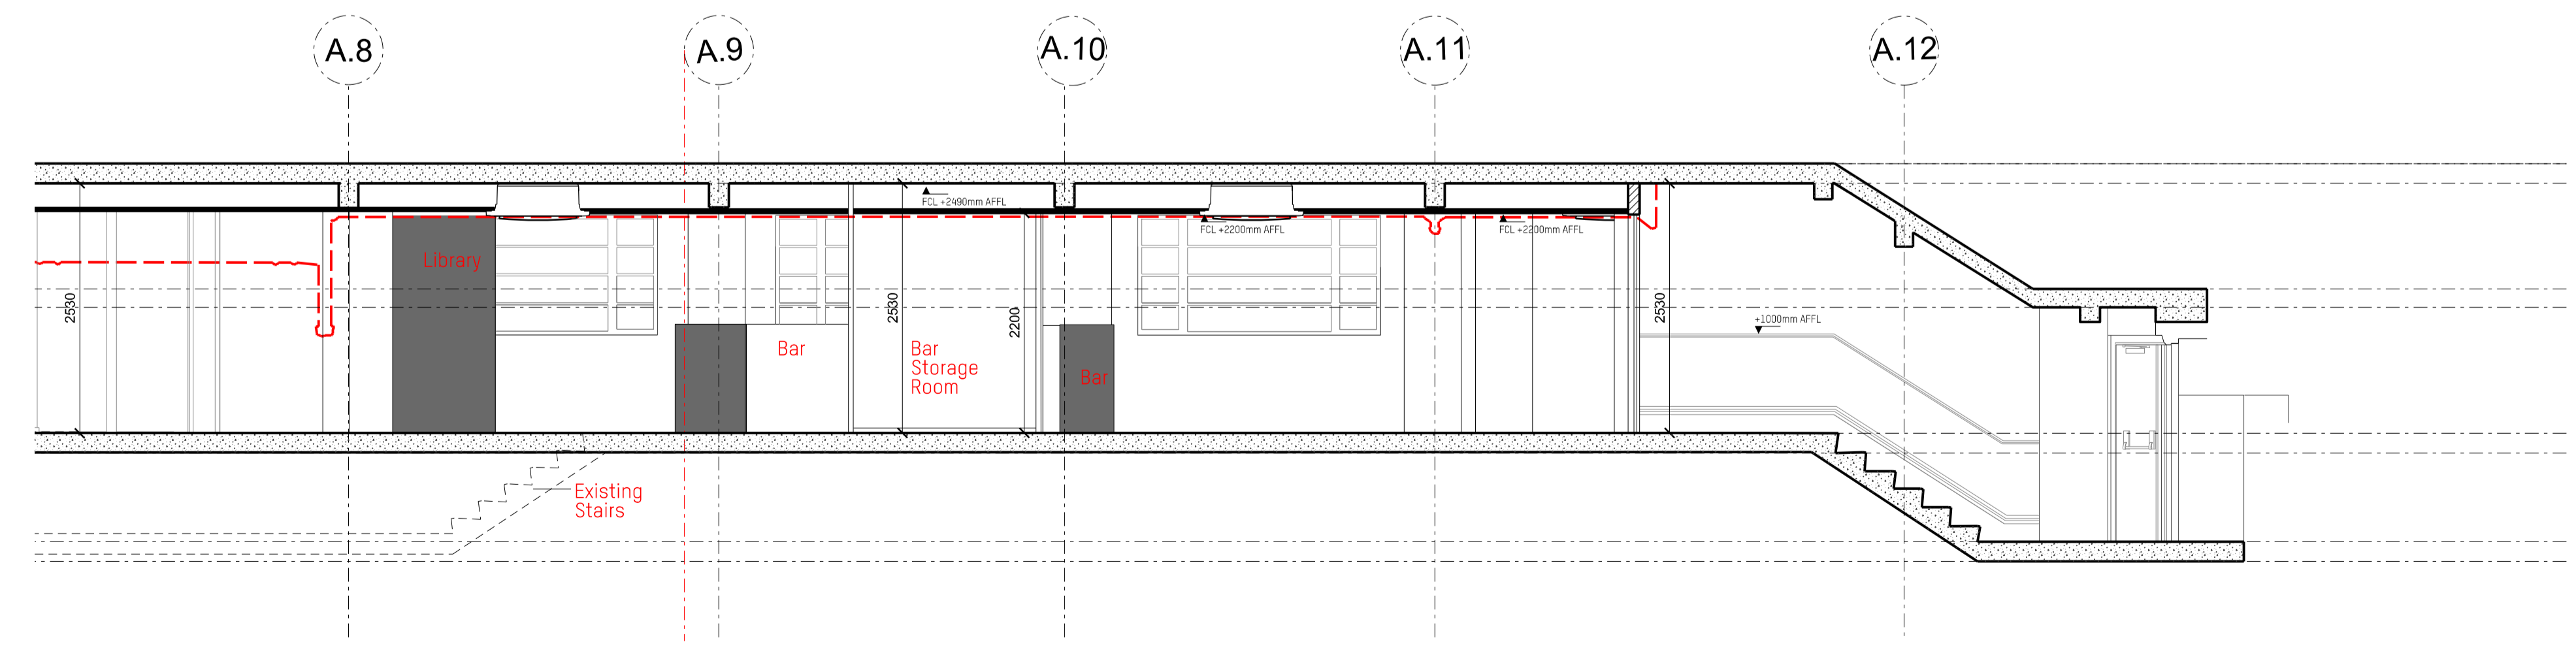 A.8
A.9
A.10
A.11
A.12
FCL +2490mm AFFL
FCL +2200mm AFFL
FCL +2200mm AFFL
Library
2530
2530
2200
2530
+1000mm AFFL
Bar
Bar
Storage
Room
Bar
Existing
Stairs